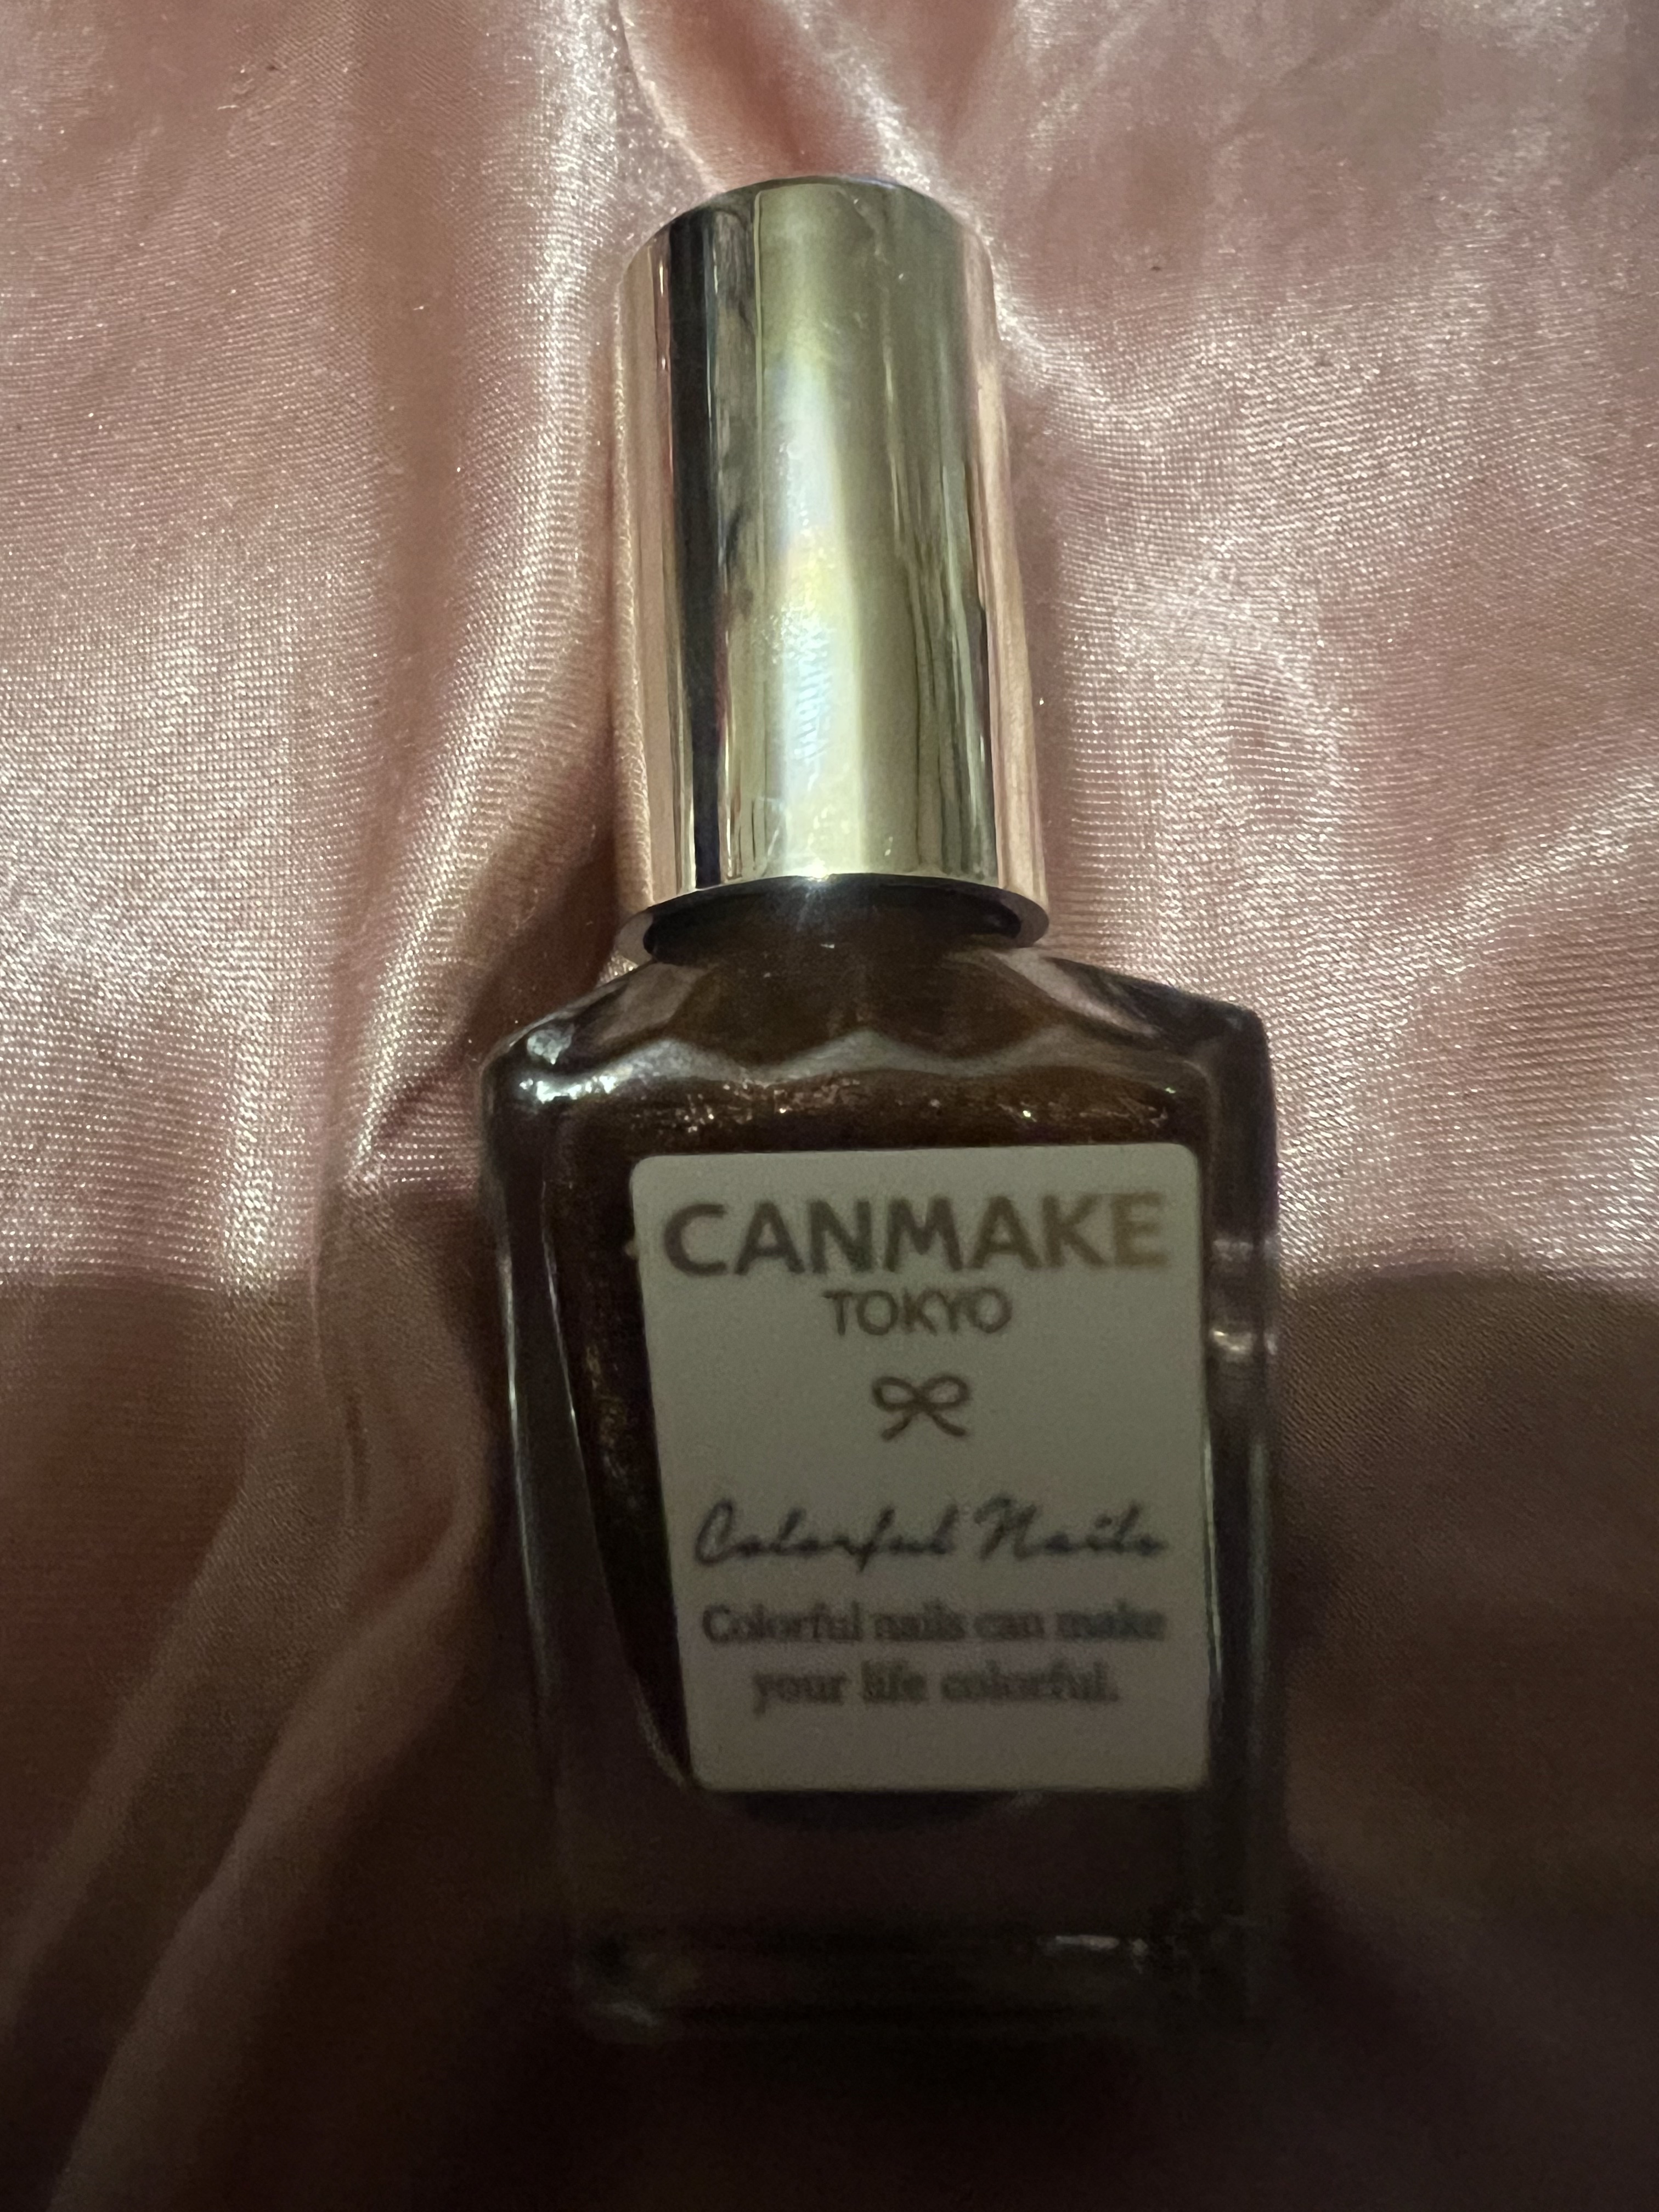 CANMAKE
TOKYO
Colorful Nails
Colorful nails can make
your life colorful.